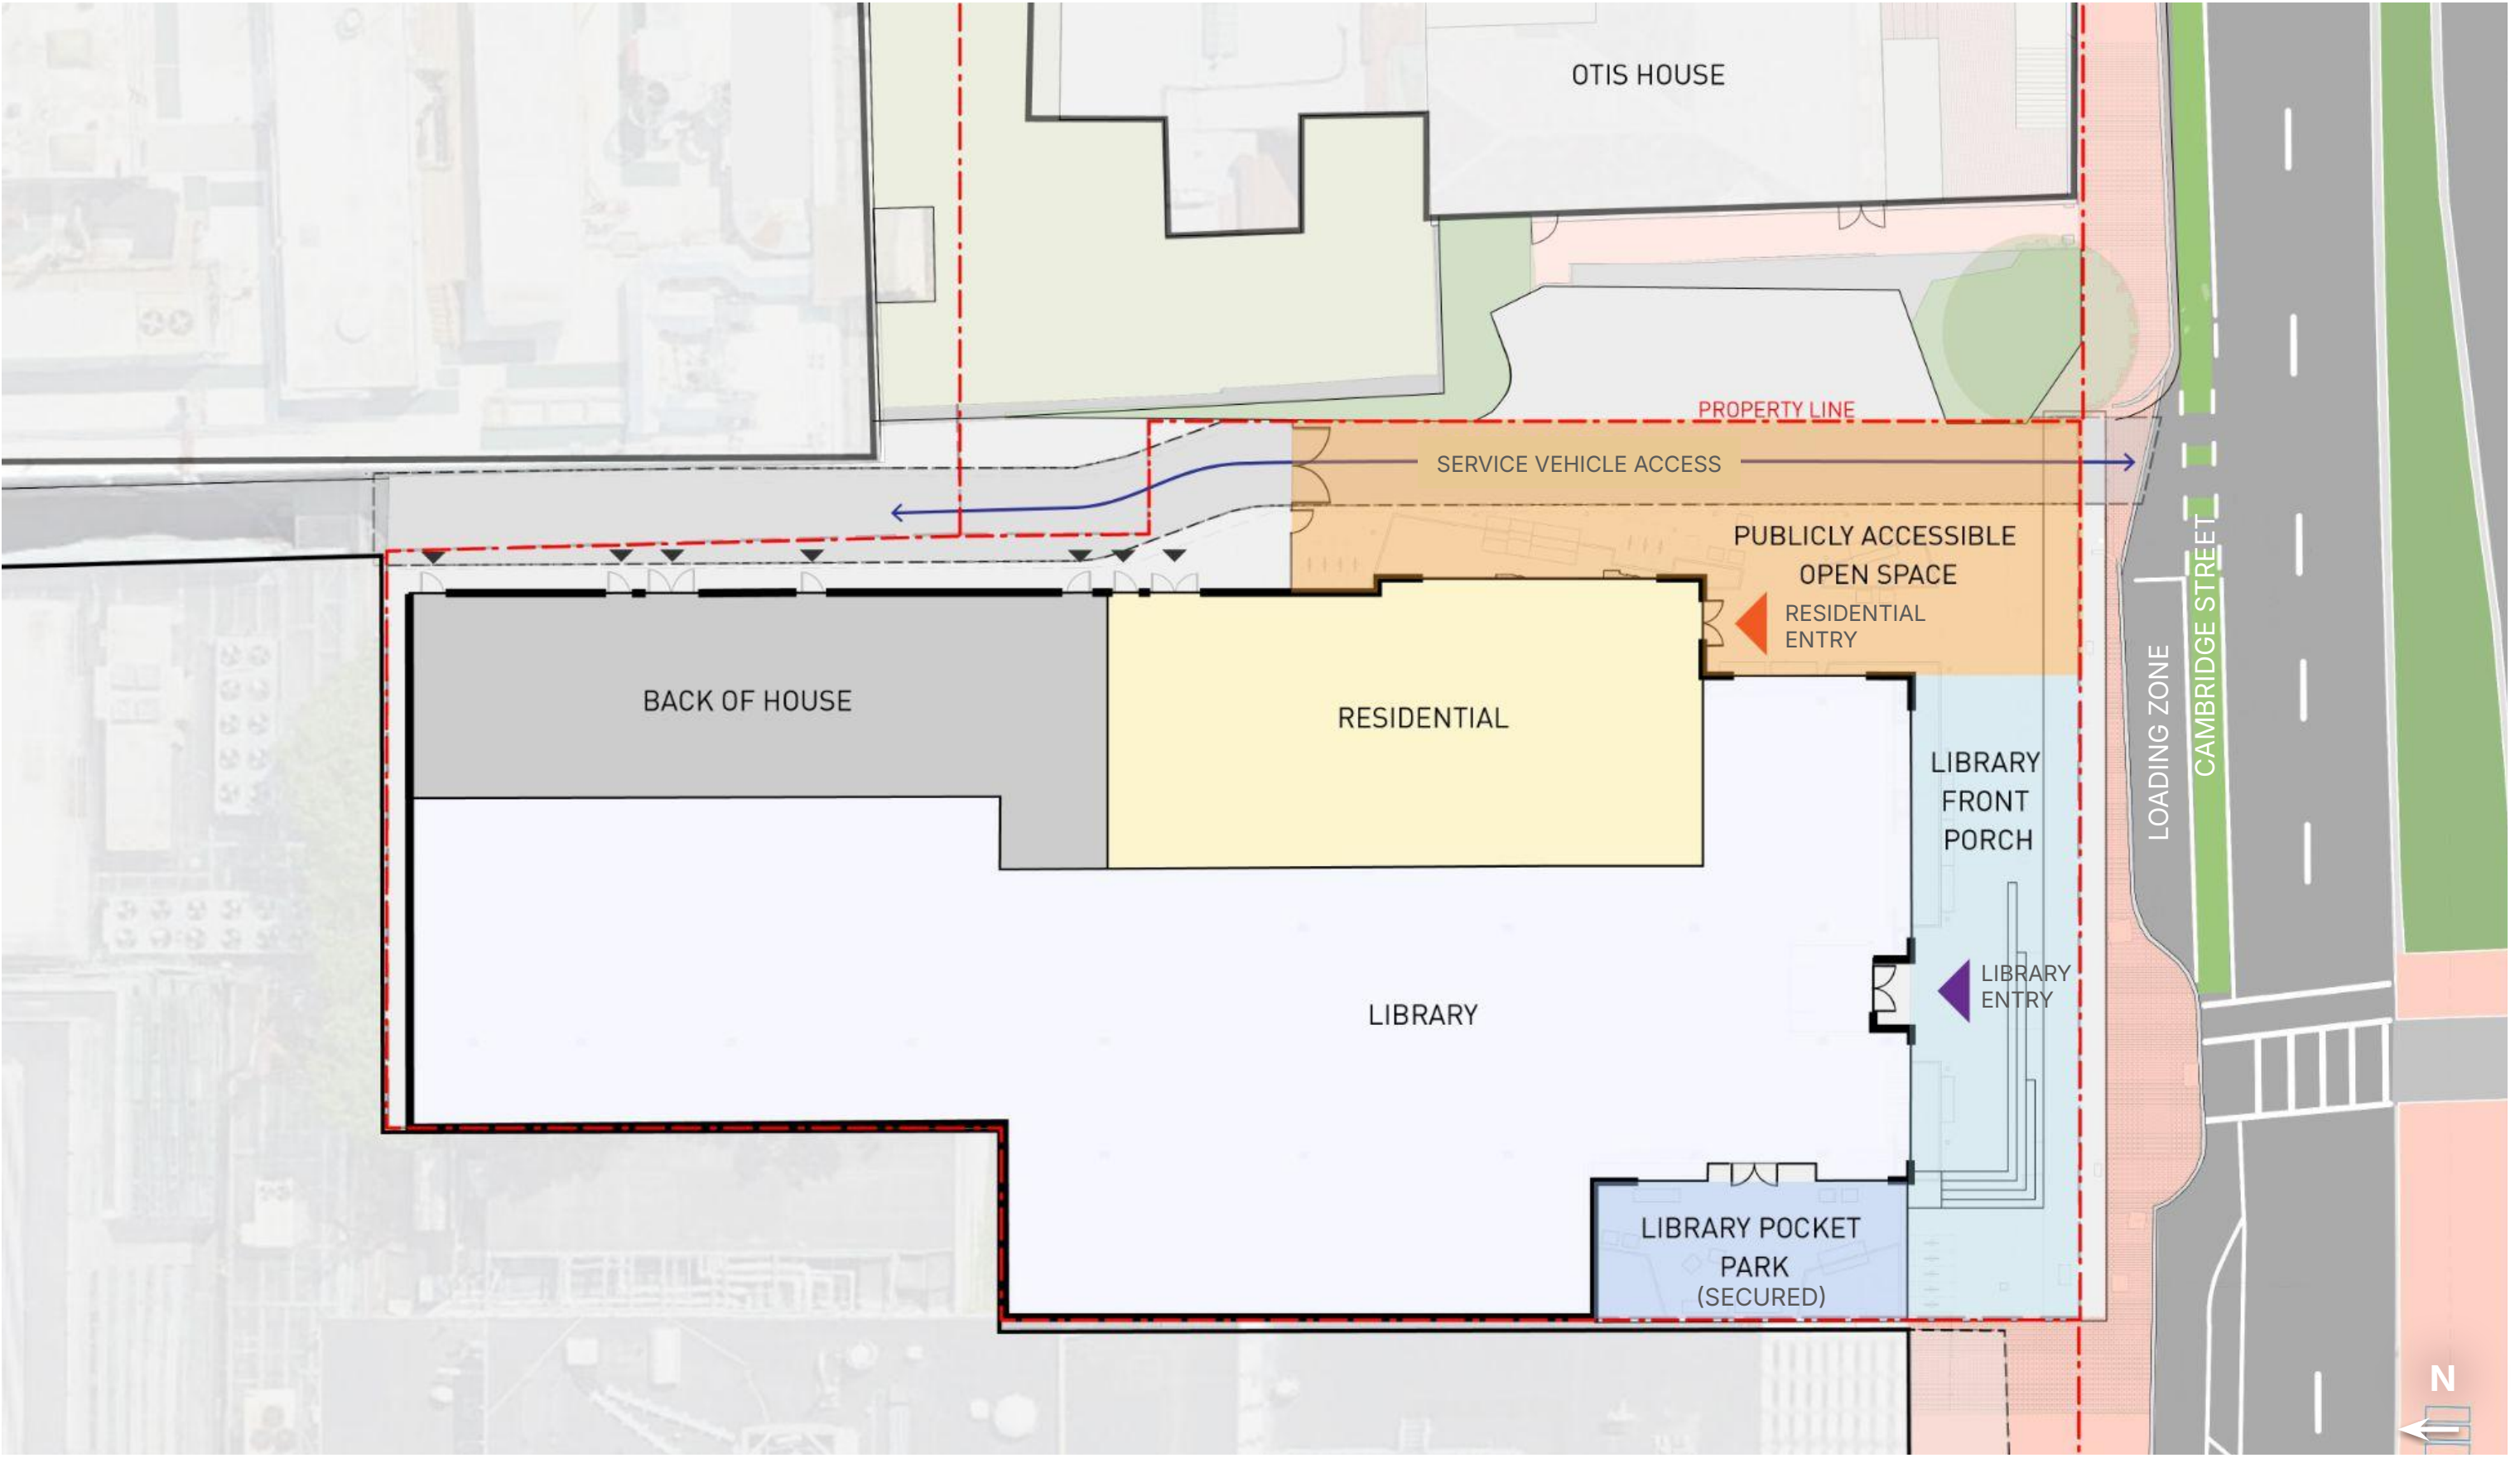 OTIS HOUSE
PROPERTY LINE
SERVICE VEHICLE ACCESS
PUBLICLY ACCESSIBLE
OPEN SPACE
RESIDENTIAL
ENTRY
BACK OF HOUSE
RESIDENTIAL
LIBRARY
FRONT
PORCH
LOADING ZONE
CAMBRIDGE STREET
LIBRARY
ENTRY
LIBRARY
LIBRARY POCKET
PARK
(SECURED)
N